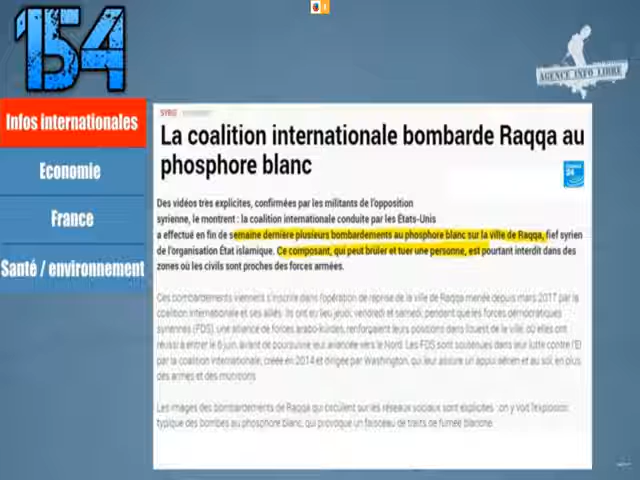 154
AGENCE INFO LIBRE
Infos internationales
Economie
France
Santé / environnement
SYRIE
La coalition internationale bombarde Raqqa au
phosphore blanc
24
Des vidéos très explicites, confirmées par les militants de l'opposition
syrienne, le montrent : la coalition internationale conduite par les États-Unis
a effectué en fin de semaine dernière plusieurs bombardements au phosphore blanc sur la ville de Raqqa, fief syrien
de l'organisation État islamique. Ce composant, qui peut brûler et tuer une personne, est pourtant interdit dans des
zones où les civils sont proches des forces armées.
Ces bombardements viennent s'inscrire dans l'opération de reprise de la ville de Raqqa menée depuis mars 2017 par la
coalition internationale et ses alliés. Ils ont eu lieu jeudi, vendredi et samedi, pendant que les forces démocratiques
syriennes (FDS), une alliance de forces arabo-kurdes, renforçaient leurs positions dans l'ouest de la ville, où elles ont
réussi à entrer le 6 juin, avant de poursuivre leur avancée vers le Nord. Les FDS sont soutenues dans leur lutte contre l'EI
par la coalition internationale, créée en 2014 et dirigée par Washington, qui leur assure un appui aérien et au sol, en plus
des armes et des munitions.
Les images des bombardements de Raqqa qui circulent sur les réseaux sociaux sont explicites : on y voit l'explosion
typique des bombes au phosphore blanc, qui provoque un faisceau de traits de fumée blanche.